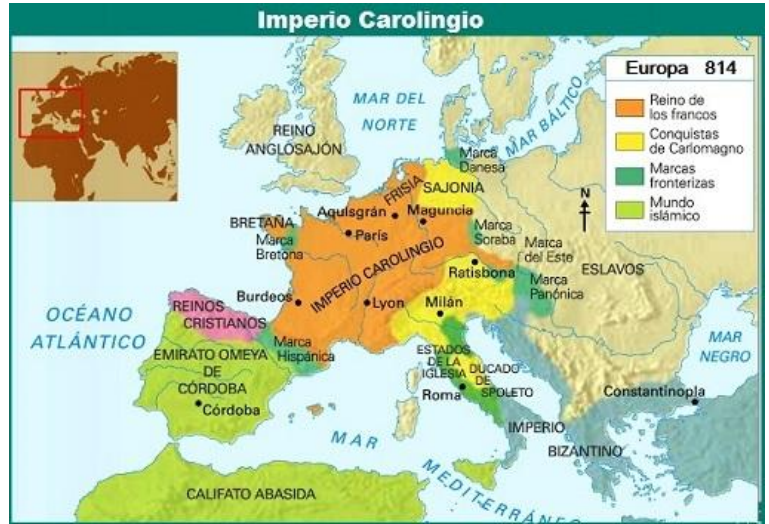 Imperio Carolingio
Europa 814
Reino de
los francos
Conquistas
de Carlomagno
Marcas
fronterizas
Mundo
islámico
N
MAR DEL
NORTE
MAR BÁLTICO
REINO
ANGLOSAJÓN
Marca
Danesa
FRISIA
SAJONIA
Aquisgrán
Maguncia
BRETAÑA
París
Marca
Bretona
Marca
Soraba
Marca
del Este
ESLAVOS
IMPERIO CAROLINGIO
Ratisbona
Marca
Panónica
Burdeos
Lyon
Milán
OCÉANO
ATLÁNTICO
REINOS
CRISTIANOS
Marca
Hispánica
MAR
NEGRO
EMIRATO OMEYA
DE
CÓRDOBA
Córdoba
ESTADOS
DE LA
IGLESIA
DUCADO
DE
SPOLETO
Roma
Constantinopla
IMPERIO
BIZANTINO
MAR
MEDITERRÁNEO
CALIFATO ABASIDA